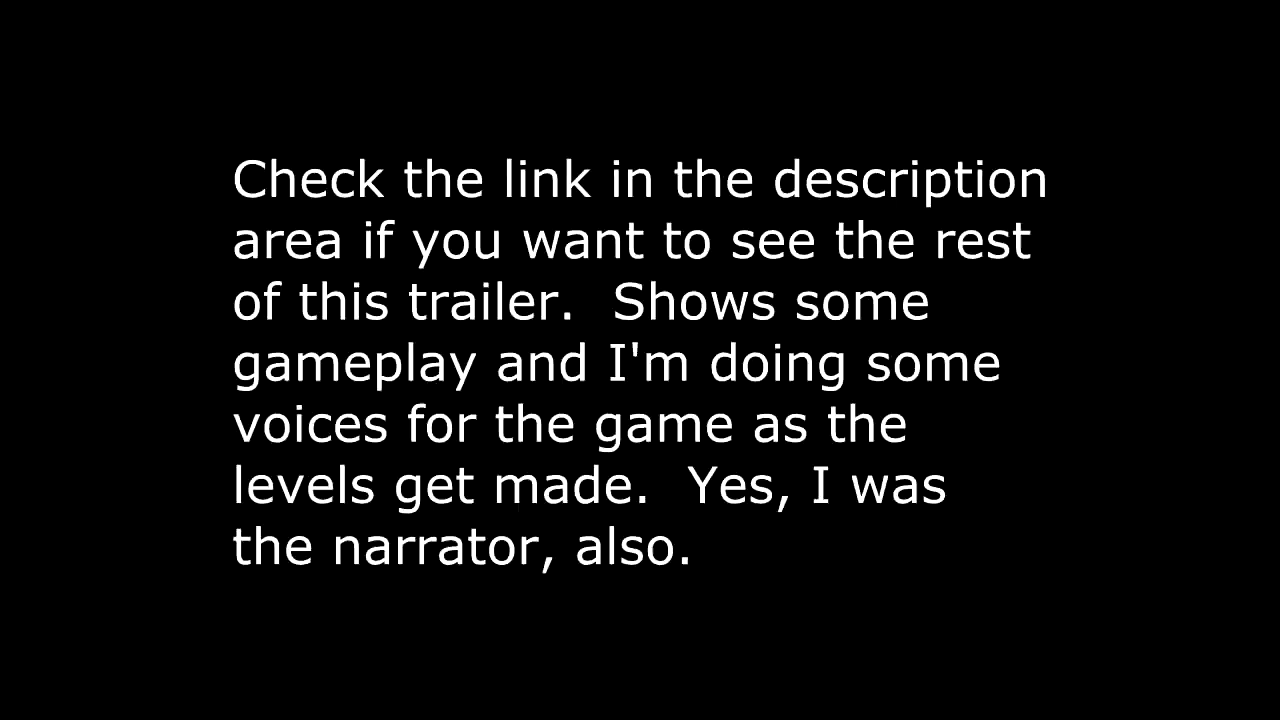 Check the link in the description
area if you want to see the rest
of this trailer.  Shows some
gameplay and I'm doing some
voices for the game as the
levels get made.  Yes, I was
the narrator, also.